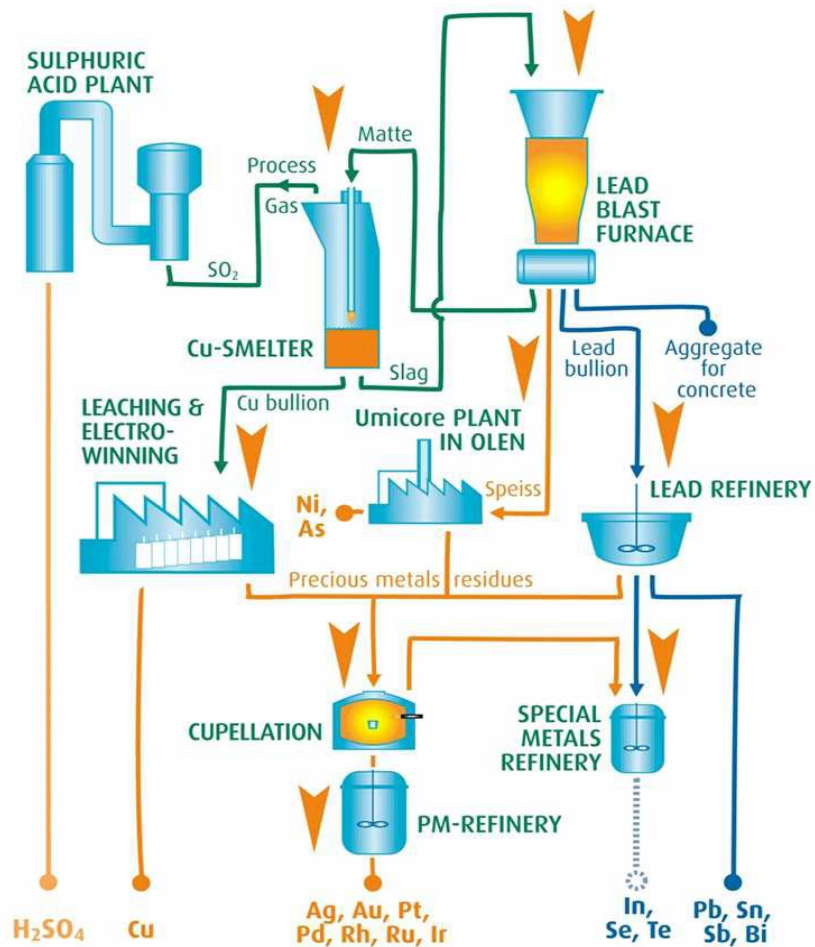 SULPHURIC
ACID PLANT
Matte
Process
Gas
LEAD
BLAST
FURNACE
SO₂
Cu-SMELTER
Slag
Lead
bullion
Aggregate
for
concrete
Cu bullion
LEACHING &
ELECTRO-
WINNING
Umicore PLANT
IN OLEN
Speiss
LEAD REFINERY
Ni,
As
Precious metals residues
CUPELLATION
SPECIAL
METALS
REFINERY
PM-REFINERY
H₂SO₄
Cu
Ag, Au, Pt,
Pd, Rh, Ru, Ir
In,
Se, Te
Pb, Sn,
Sb, Bi